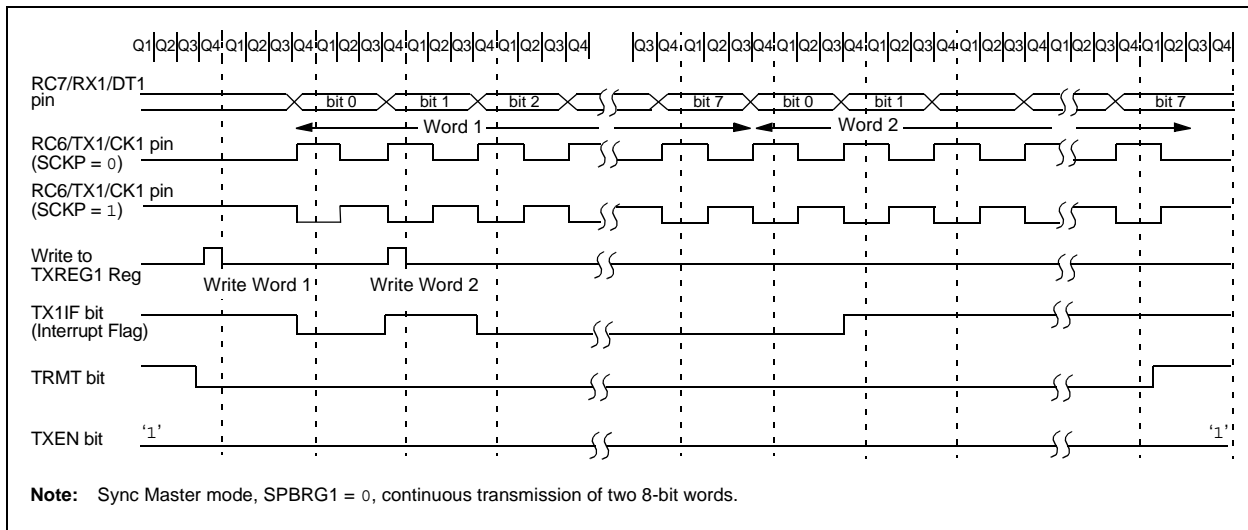 Q1 Q2 Q3 Q4 Q1 Q2 Q3 Q4 Q1 Q2 Q3 Q4 Q1 Q2 Q3 Q4 Q1 Q2 Q3 Q4 Q3 Q4 Q1 Q2 Q3 Q4 Q1 Q2 Q3 Q4 Q1 Q2 Q3 Q4 Q1 Q2 Q3 Q4 Q1 Q2 Q3 Q4 Q1 Q2 Q3 Q4
RC7/RX1/DT1
pin
bit 0 bit 1 bit 2 bit 7 bit 0 bit 1 bit 7
Word 1 Word 2
RC6/TX1/CK1 pin
(SCKP = 0)
RC6/TX1/CK1 pin
(SCKP = 1)
Write to
TXREG1 Reg
Write Word 1 Write Word 2
TX1IF bit
(Interrupt Flag)
TRMT bit
TXEN bit
‘1’ ‘1’
Note: Sync Master mode, SPBRG1 = 0, continuous transmission of two 8-bit words.